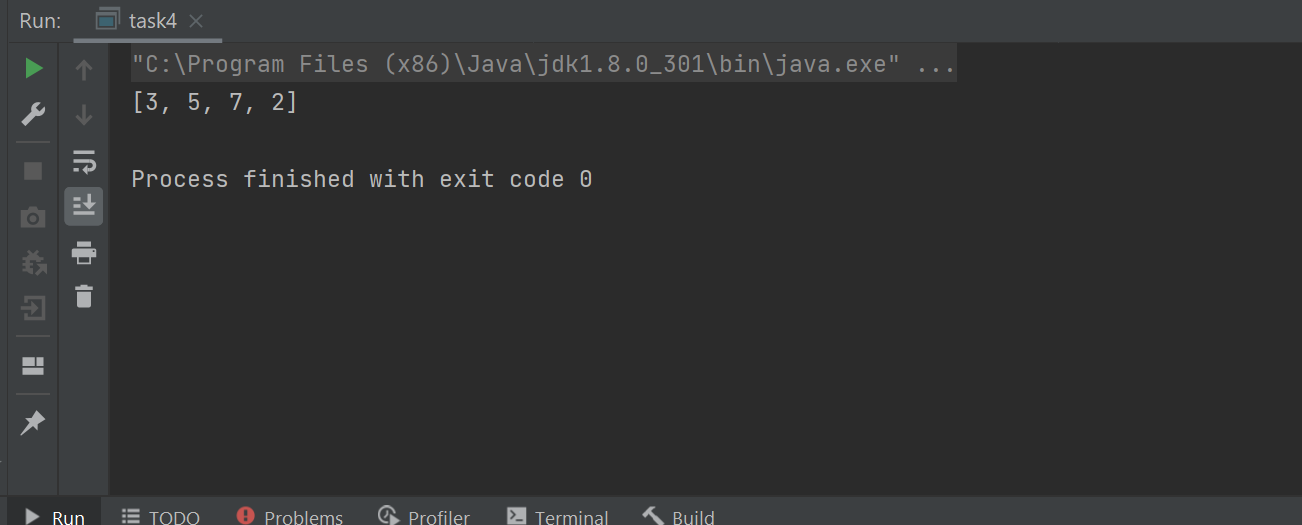 Run: task4
"C:\Program Files (x86)\Java\jdk1.8.0_301\bin\java.exe" ...
[3, 5, 7, 2]
Process finished with exit code 0
Run TODO Problems Profiler Terminal Build